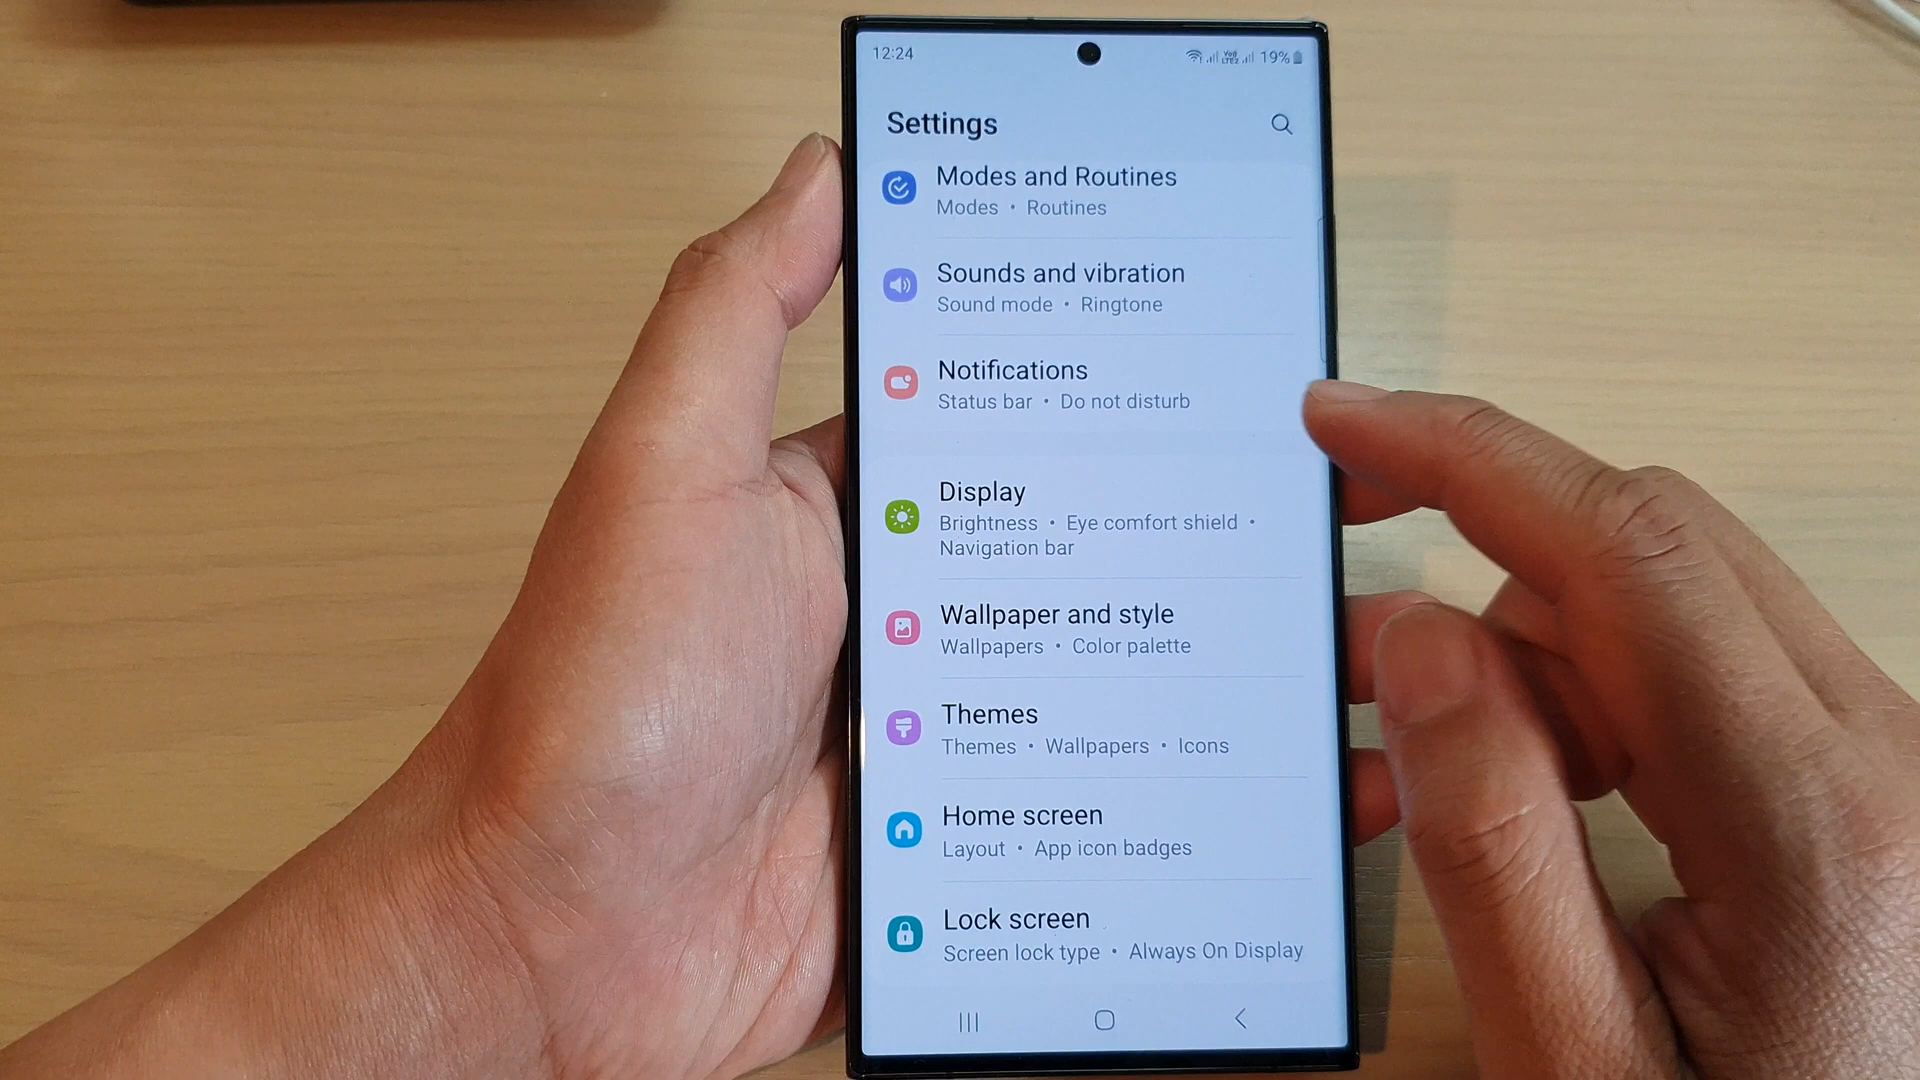 12:24
19%
Settings
Modes and Routines
Modes • Routines
Sounds and vibration
Sound mode • Ringtone
Notifications
Status bar • Do not disturb
Display
Brightness • Eye comfort shield •
Navigation bar
Wallpaper and style
Wallpapers • Color palette
Themes
Themes • Wallpapers • Icons
Home screen
Layout • App icon badges
Lock screen
Screen lock type • Always On Display